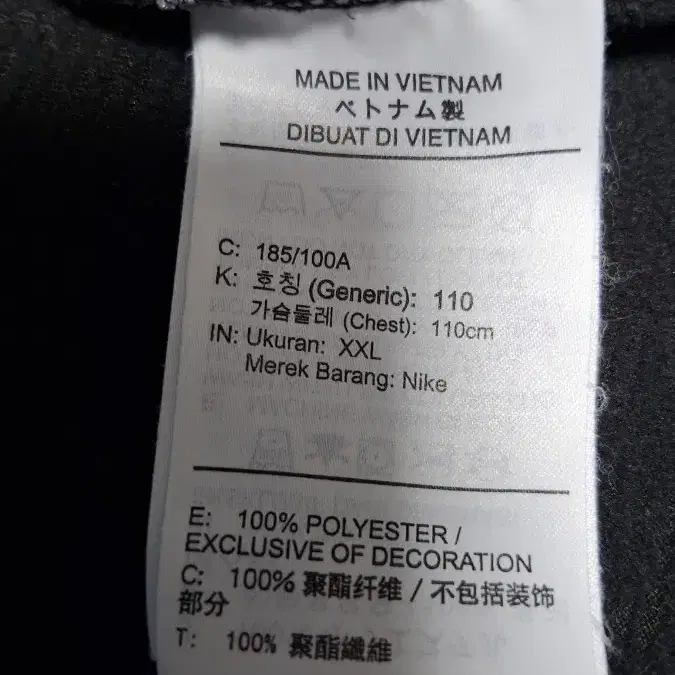 MADE IN VIETNAM
ベトナム製
DIBUAT DI VIETNAM
C: 185/100A
K: 호칭 (Generic): 110
가슴둘레 (Chest): 110cm
IN: Ukuran: XXL
Merek Barang: Nike
E: 100% POLYESTER /
EXCLUSIVE OF DECORATION
C: 100% 聚酯纤维 / 不包括装饰
部分
T: 100% 聚酯纖維